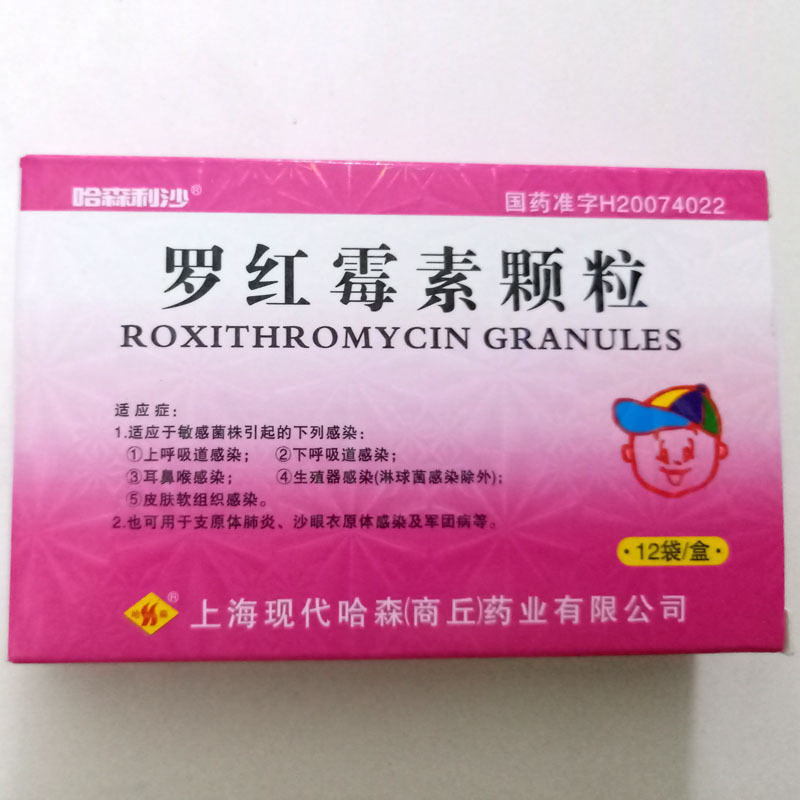 哈森利沙®
国药准字H20074022
罗红霉素颗粒
ROXITHROMYCIN GRANULES
适应症：
1.适应于敏感菌株引起的下列感染：
①上呼吸道感染； ②下呼吸道感染；
③耳鼻喉感染； ④生殖器感染(淋球菌感染除外)；
⑤皮肤软组织感染。
2.也可用于支原体肺炎、沙眼衣原体感染及军团病等。
·12袋/盒·
哈森®
上海现代哈森(商丘)药业有限公司